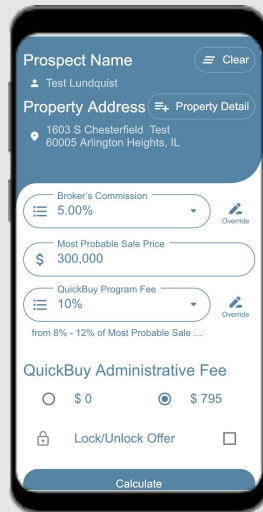 Prospect Name
Clear
Test Lundquist
Property Address
Property Detail
1603 S Chesterfield  Test
60005 Arlington Heights, IL
Broker's Commission
5.00%
Override
Most Probable Sale Price
$ 300,000
QuickBuy Program Fee
10%
Override
from 8% - 12% of Most Probable Sale ...
QuickBuy Administrative Fee
$ 0
$ 795
Lock/Unlock Offer
Calculate